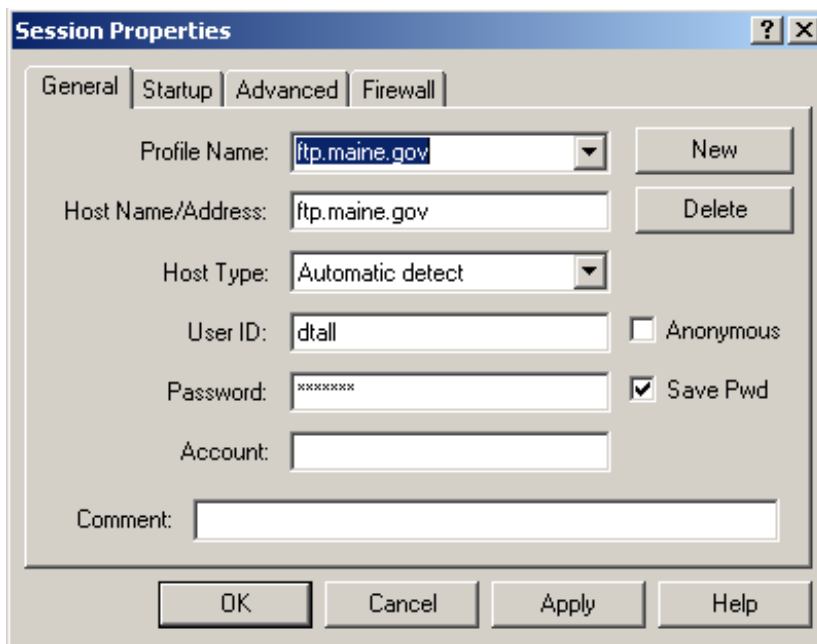 Session Properties
General Startup Advanced Firewall
Profile Name: ftp.maine.gov New
Host Name/Address: ftp.maine.gov Delete
Host Type: Automatic detect
User ID: dtall Anonymous
Password: ******* Save Pwd
Account:
Comment:
OK Cancel Apply Help